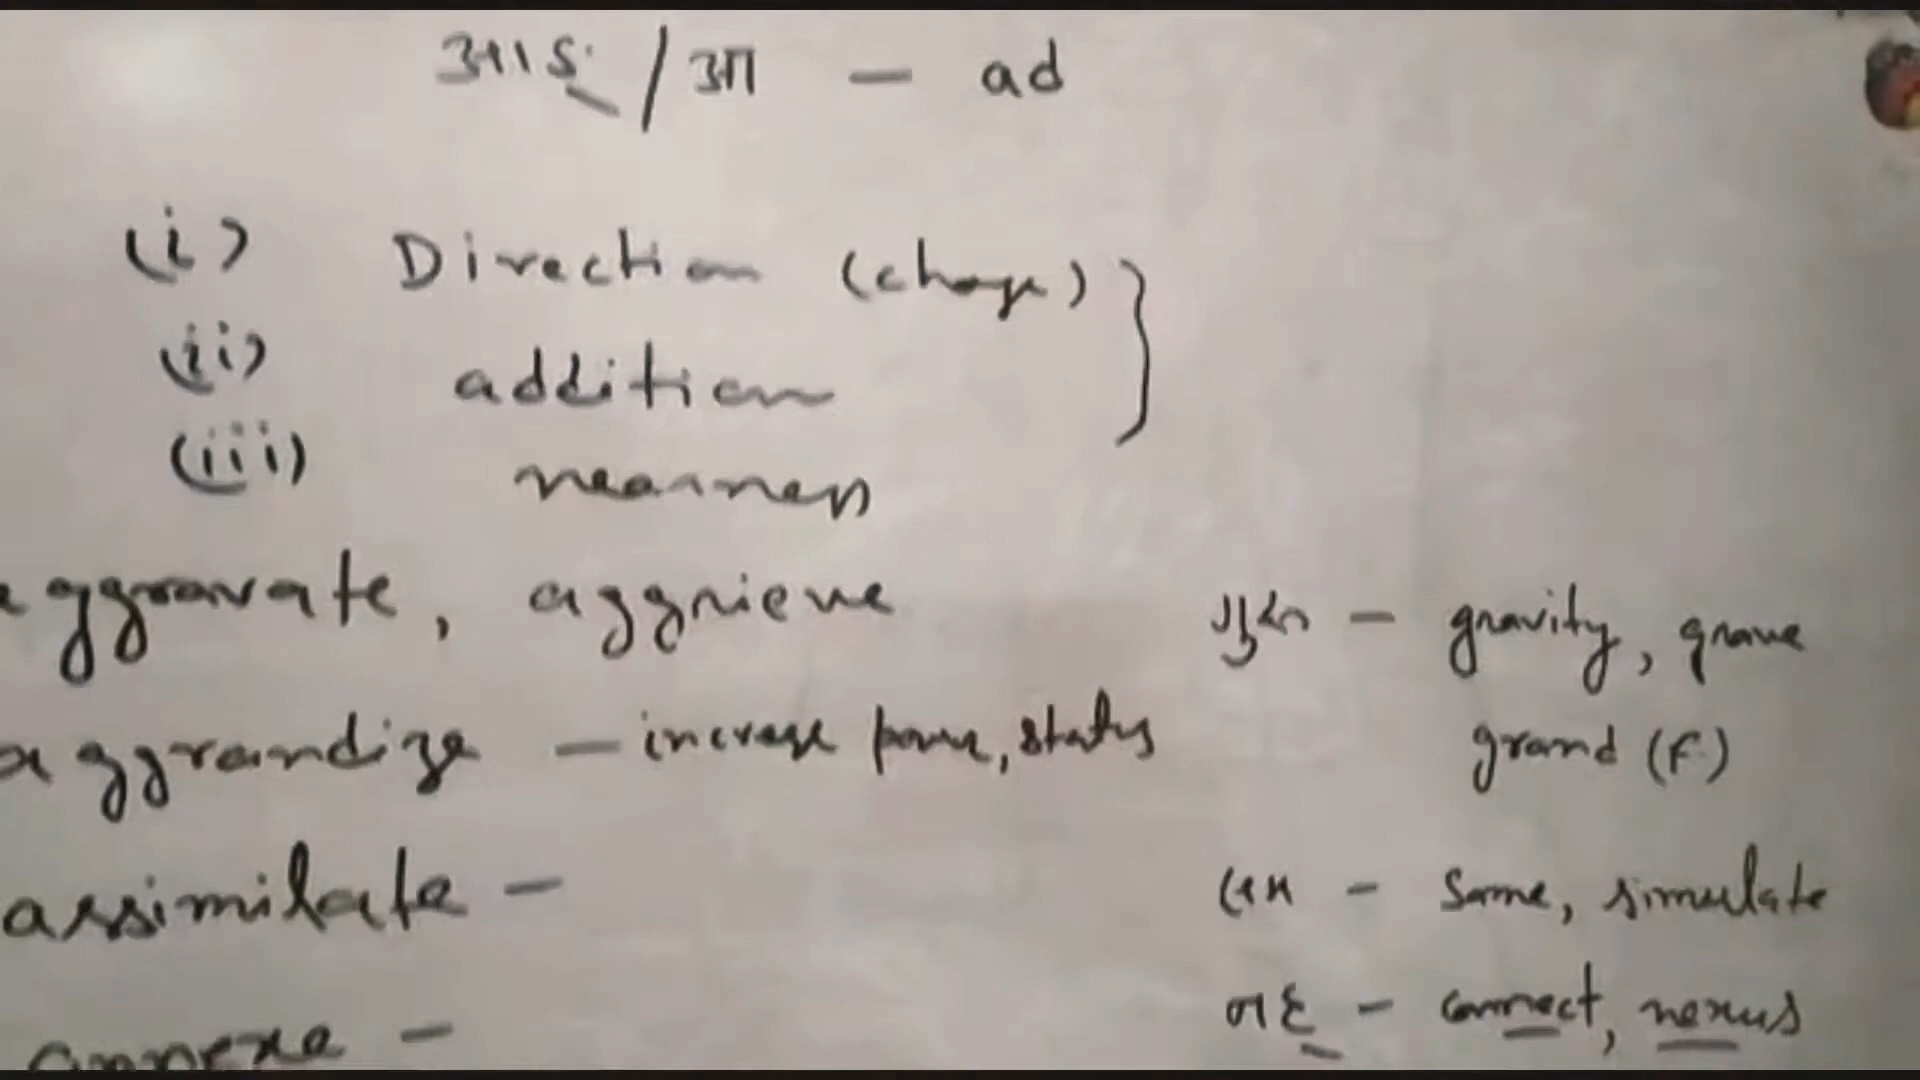 आङ् / आ — ad
(i) Direction (change)
(ii) addition
(iii) nearness
aggravate, aggrieve
गुरु — gravity, grave
aggrandize — increase power, status
grand (F)
assimilate —
सम — Same, simulate
annexe —
नह् — connect, nexus